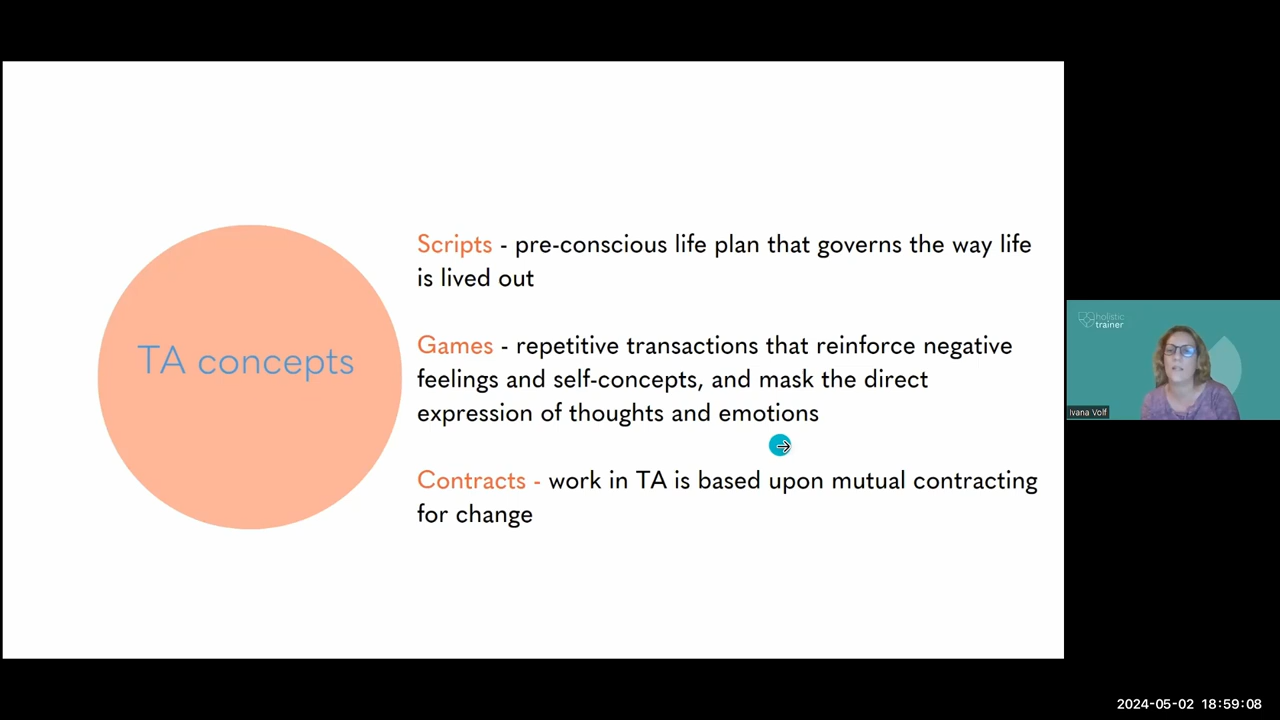 TA concepts
Scripts - pre-conscious life plan that governs the way life
is lived out
Games - repetitive transactions that reinforce negative
feelings and self-concepts, and mask the direct
expression of thoughts and emotions
Contracts - work in TA is based upon mutual contracting
for change
holistic
trainer
Ivana Volf
2024-05-02 18:59:08